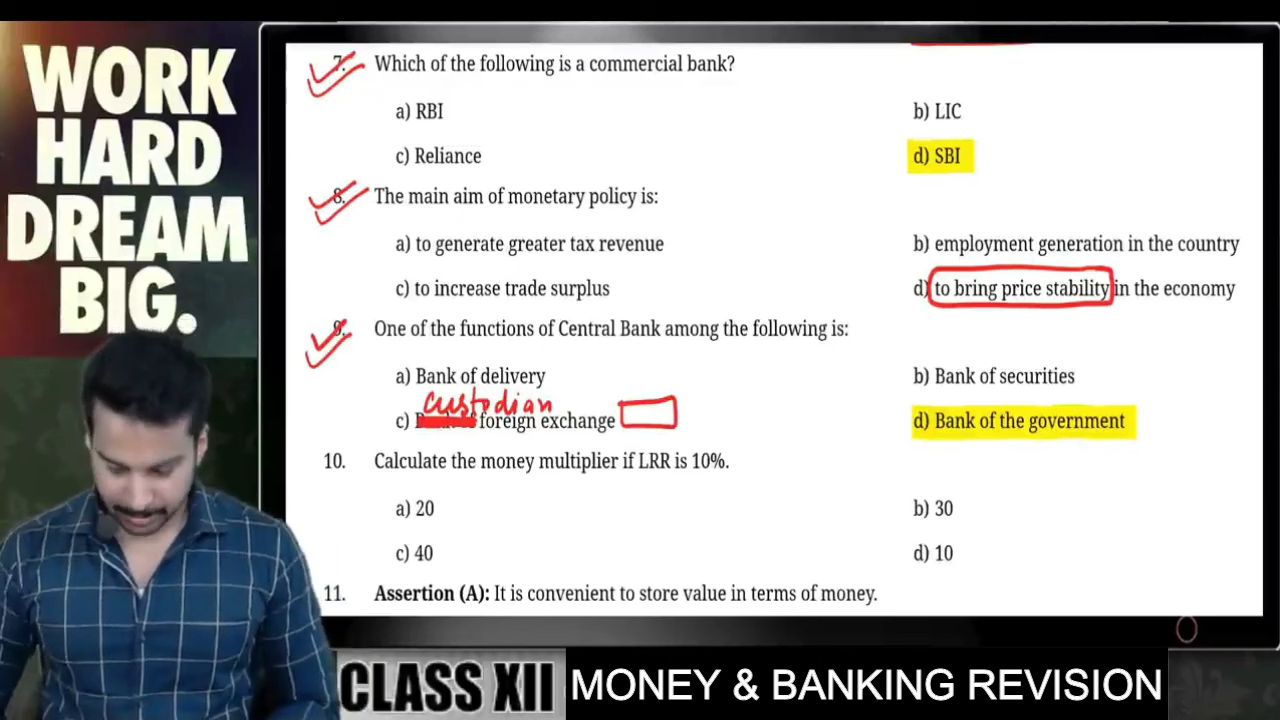 WORK
HARD
DREAM
BIG.
7. Which of the following is a commercial bank?
a) RBI
b) LIC
c) Reliance
d) SBI
8. The main aim of monetary policy is:
a) to generate greater tax revenue
b) employment generation in the country
c) to increase trade surplus
d) to bring price stability in the economy
9. One of the functions of Central Bank among the following is:
a) Bank of delivery
b) Bank of securities
custodian
c) foreign exchange
d) Bank of the government
10. Calculate the money multiplier if LRR is 10%.
a) 20
b) 30
c) 40
d) 10
11. Assertion (A): It is convenient to store value in terms of money.
CLASS XII MONEY & BANKING REVISION